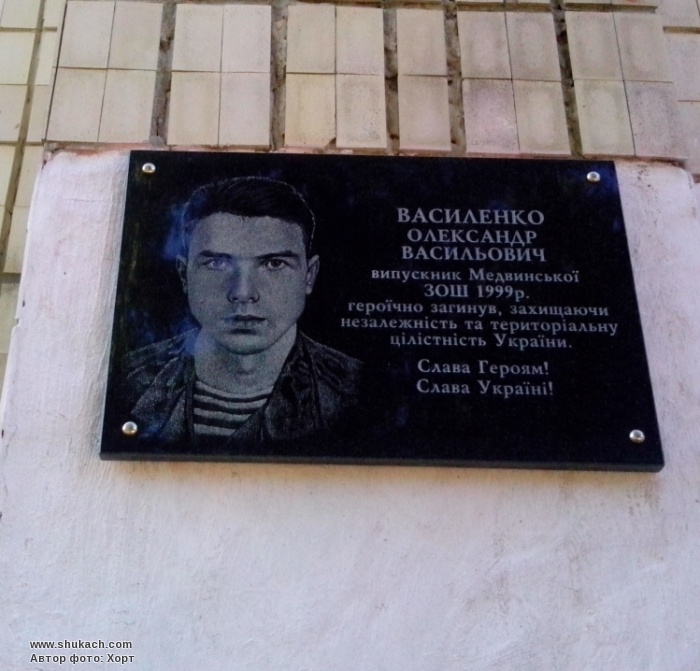 ВАСИЛЕНКО
ОЛЕКСАНДР
ВАСИЛЬОВИЧ
випускник Медвинської
ЗОШ 1999р.
героїчно загинув, захищаючи
незалежність та територіальну
цілістність України.
Слава Героям!
Слава Україні!
www.shukach.com
Автор фото: Хорт